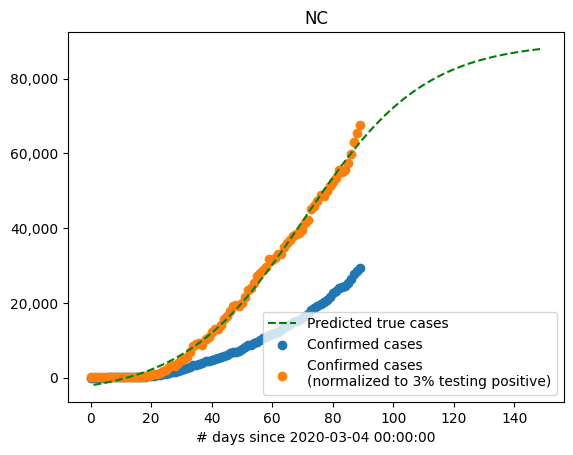 NC
80,000
60,000
40,000
20,000
0
0 20 40 60 80 100 120 140
# days since 2020-03-04 00:00:00
Predicted true cases
Confirmed cases
Confirmed cases
(normalized to 3% testing positive)